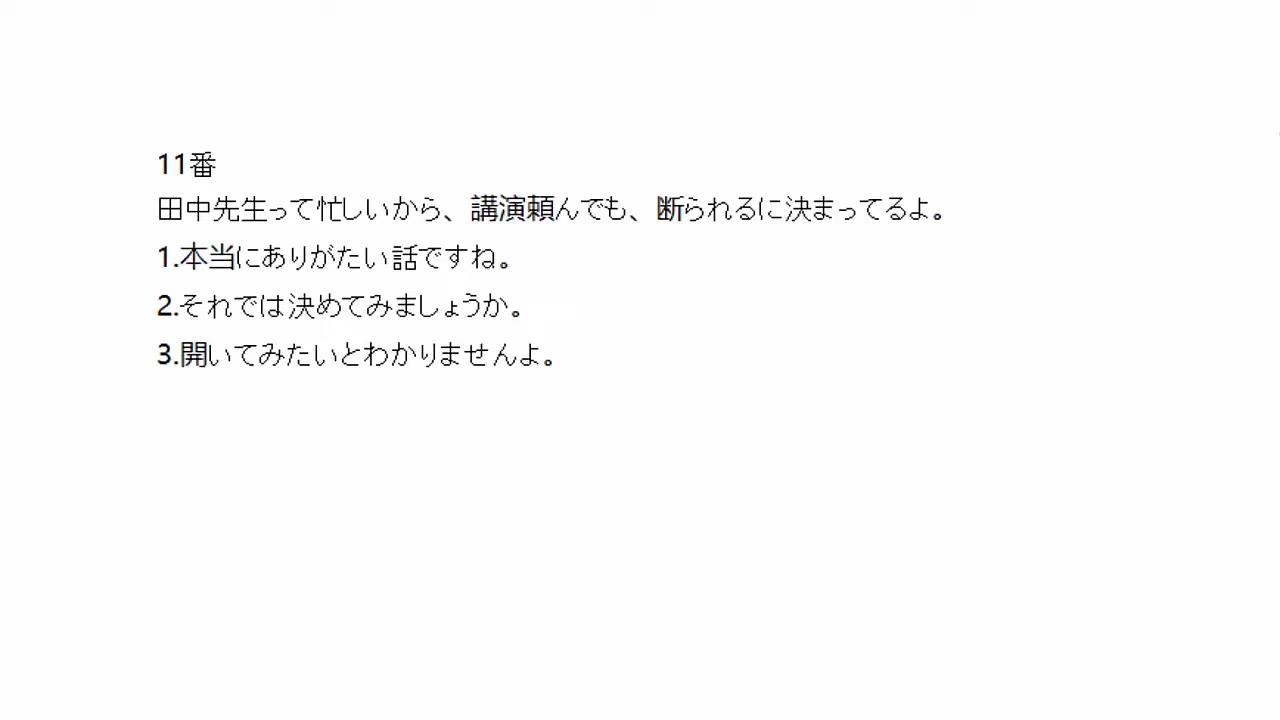 11番
田中先生って忙しいから、講演頼んでも、断られるに決まってるよ。
1.本当にありがたい話ですね。
2.それでは決めてみましょうか。
3.開いてみたいとわかりませんよ。